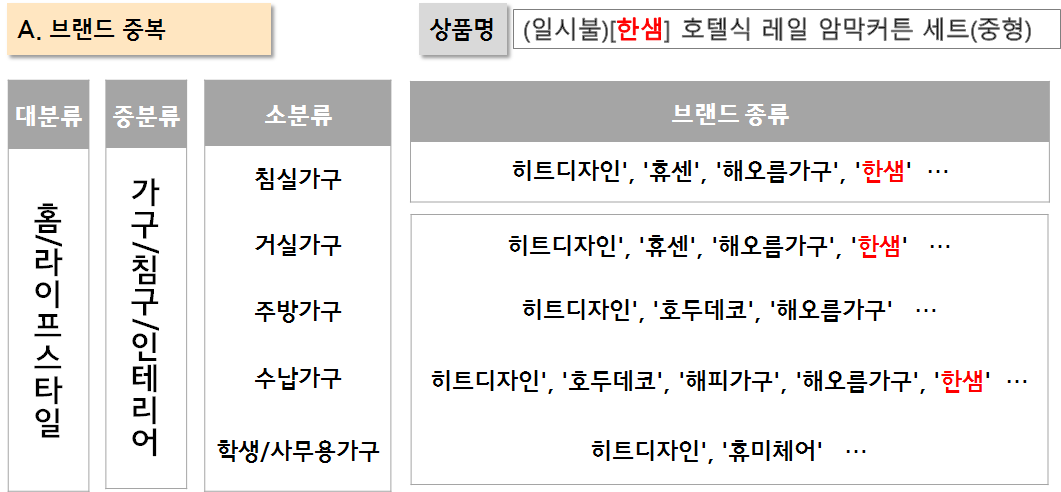 A. 브랜드 중복
상품명
(일시불)[한샘] 호텔식 레일 암막커튼 세트(중형)
대분류
중분류
소분류
브랜드 종류
홈/라이프스타일
가구/침구/인테리어
침실가구
히트디자인', '휴센', '해오름가구', '한샘' …
거실가구
히트디자인', '휴센', '해오름가구', '한샘' …
주방가구
히트디자인', '호두데코', '해오름가구' …
수납가구
히트디자인', '호두데코', '해피가구', '해오름가구', '한샘' …
학생/사무용가구
히트디자인', '휴미체어' …